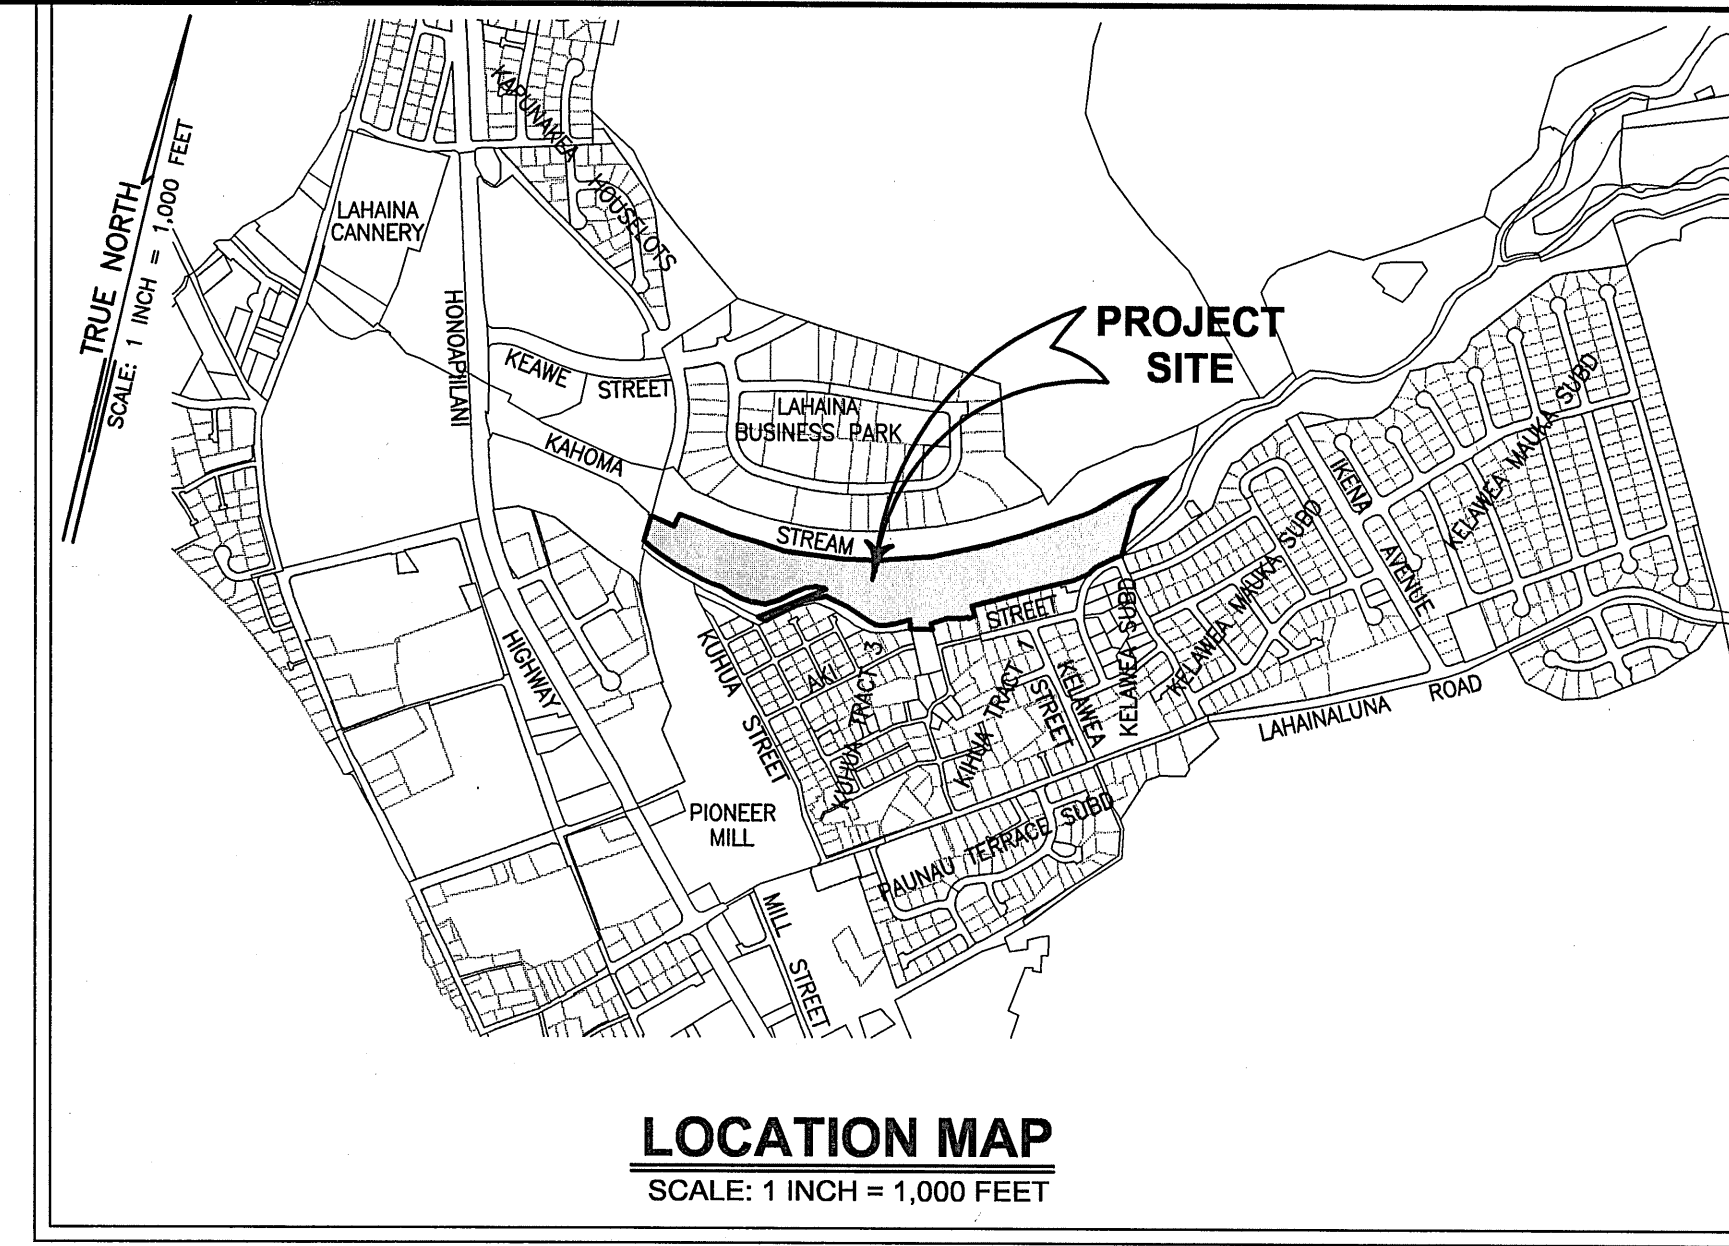 KAPUNAKEA
HOUSELOTS
LAHAINA
CANNERY
TRUE NORTH
SCALE: 1 INCH = 1,000 FEET
HONOAPIILANI
HIGHWAY
KEAWE
STREET
KAHOMA
STREAM
LAHAINA
BUSINESS PARK
PROJECT
SITE
IKENA
AVENUE
KELAWEA MAUKA SUBD
KELAWEA MAUKA SUBD
KELAWEA SUBD
STREET
AKI
KUHUA
STREET
KUHUA TRACT 3
KIHUA TRACT 1
STREET
KELAWEA
LAHAINALUNA ROAD
PIONEER
MILL
PAUNAU TERRACE SUBD
MILL
STREET
LOCATION MAP
SCALE: 1 INCH = 1,000 FEET